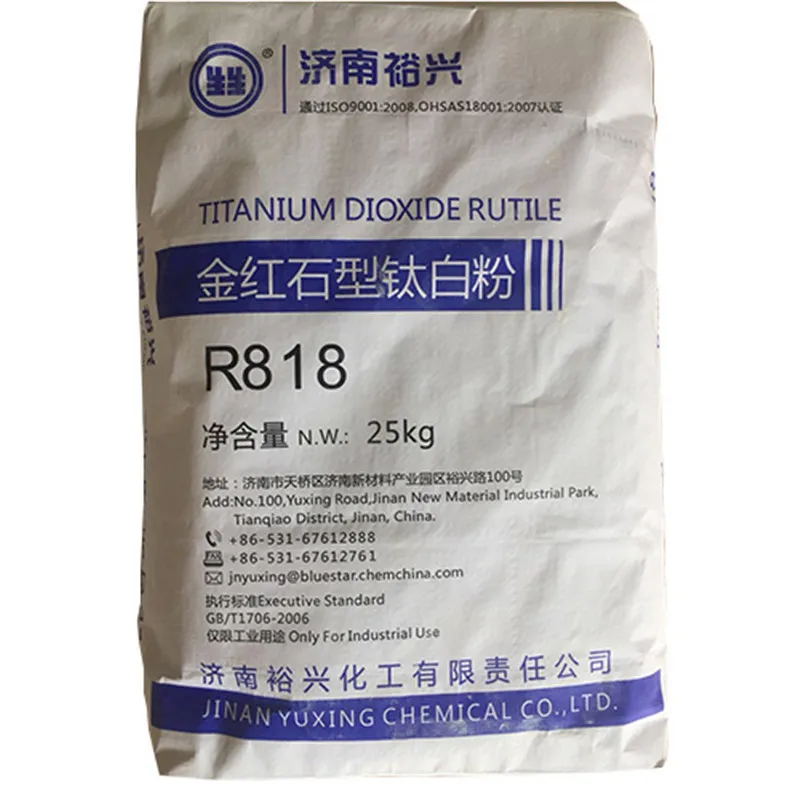 ®
济南裕兴
通过ISO9001:2008,OHSAS18001:2007认证
TITANIUM DIOXIDE RUTILE
金红石型钛白粉
R818
净含量 N.W.: 25kg
地址:济南市天桥区济南新材料产业园区裕兴路100号
Add:No.100,Yuxing Road,Jinan New Material Industrial Park,
Tianqiao District, Jinan, China.
+86-531-67612888
FAX +86-531-67612761
jnyuxing@bluestar.chemchina.com
执行标准Executive Standard
GB/T1706-2006
仅限工业用途 Only For Industrial Use
济南裕兴化工有限责任公司
JINAN YUXING CHEMICAL CO.,LTD.